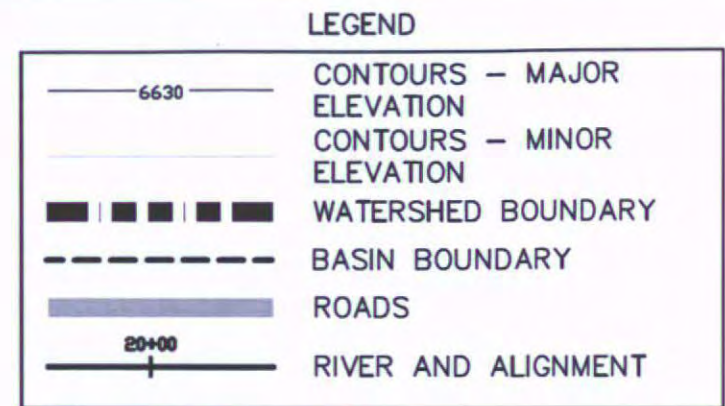 LEGEND
6630
CONTOURS — MAJOR
ELEVATION
CONTOURS — MINOR
ELEVATION
WATERSHED BOUNDARY
BASIN BOUNDARY
ROADS
20+00
RIVER AND ALIGNMENT